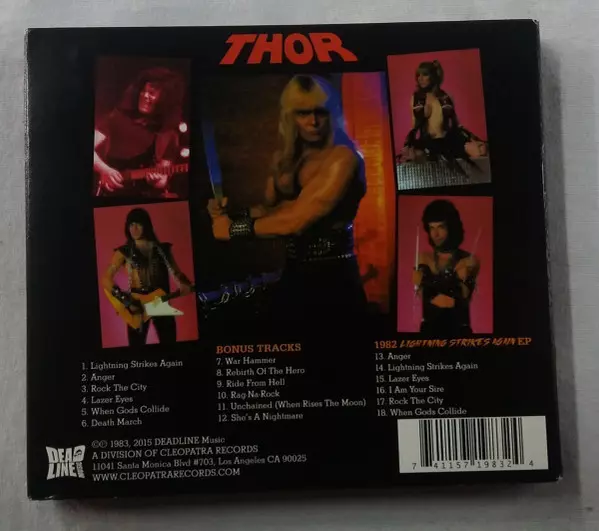 THOR
1. Lightning Strikes Again
2. Anger
3. Rock The City
4. Lazer Eyes
5. When Gods Collide
6. Death March
BONUS TRACKS
7. War Hammer
8. Rebirth Of The Hero
9. Ride From Hell
10. Rag Na Rock
11. Unchained (When Rises The Moon)
12. She's A Nightmare
1982 LIGHTNING STRIKES AGAIN EP
13. Anger
14. Lightning Strikes Again
15. Lazer Eyes
16. I Am Your Sire
17. Rock The City
18. When Gods Collide
DEAD
LINE
MUSIC
©℗ 1983, 2015 DEADLINE Music
A DIVISION OF CLEOPATRA RECORDS
11041 Santa Monica Blvd #703, Los Angeles CA 90025
WWW.CLEOPATRARECORDS.COM
7 41157 19832 4